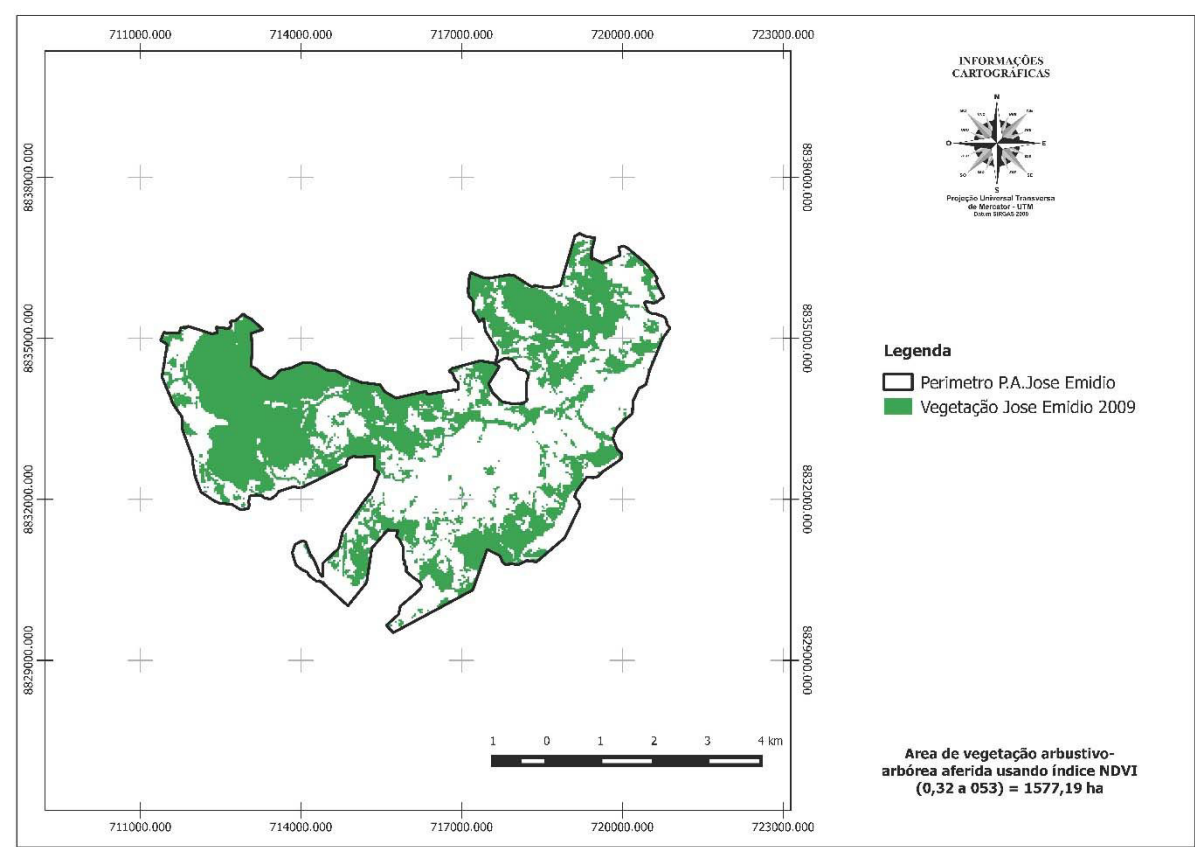 711000.000 714000.000 717000.000 720000.000 723000.000
8838000.000 8838000.000
8835000.000 8835000.000
8832000.000 8832000.000
8829000.000 8829000.000
1 0 1 2 3 4 km
711000.000 714000.000 717000.000 720000.000 723000.000
INFORMAÇÕES
CARTOGRÁFICAS
N
O E
SO SE
S
Projeção Universal Transversa
de Mercator - UTM
Datum SIRGAS 2000
Legenda
Perimetro P.A.Jose Emidio
Vegetação Jose Emidio 2009
Area de vegetação arbustivo-
arbórea aferida usando índice NDVI
(0,32 a 053) = 1577,19 ha